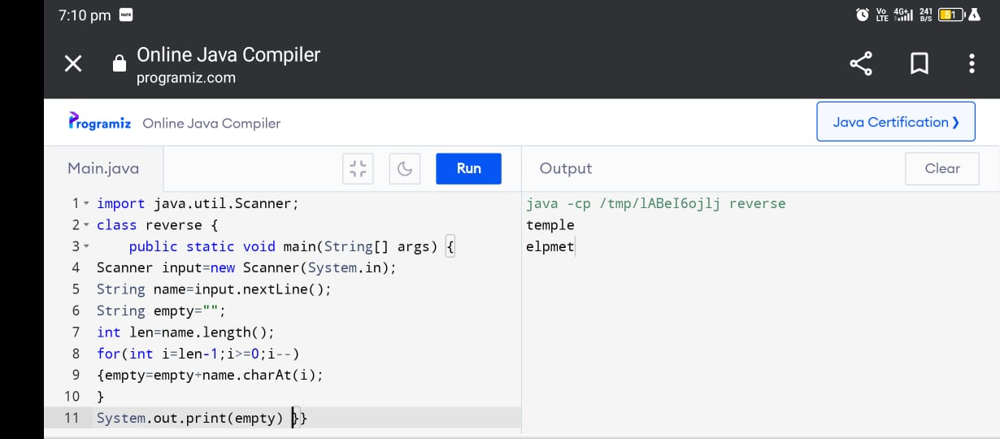 7:10 pm
Vo LTE 4G+ 241 B/S 51
Online Java Compiler
programiz.com
Programiz Online Java Compiler Java Certification ❯
Main.java Run Output Clear
1 import java.util.Scanner;
2 class reverse {
3     public static void main(String[] args) {
4 Scanner input=new Scanner(System.in);
5 String name=input.nextLine();
6 String empty="";
7 int len=name.length();
8 for(int i=len-1;i>=0;i--)
9 {empty=empty+name.charAt(i);
10 }
11 System.out.print(empty) }}
java -cp /tmp/lABeI6ojlj reverse
temple
elpmet